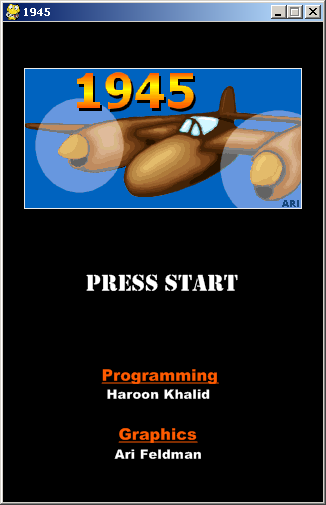 1945
1945
ARI
PRESS START
Programming
Haroon Khalid
Graphics
Ari Feldman